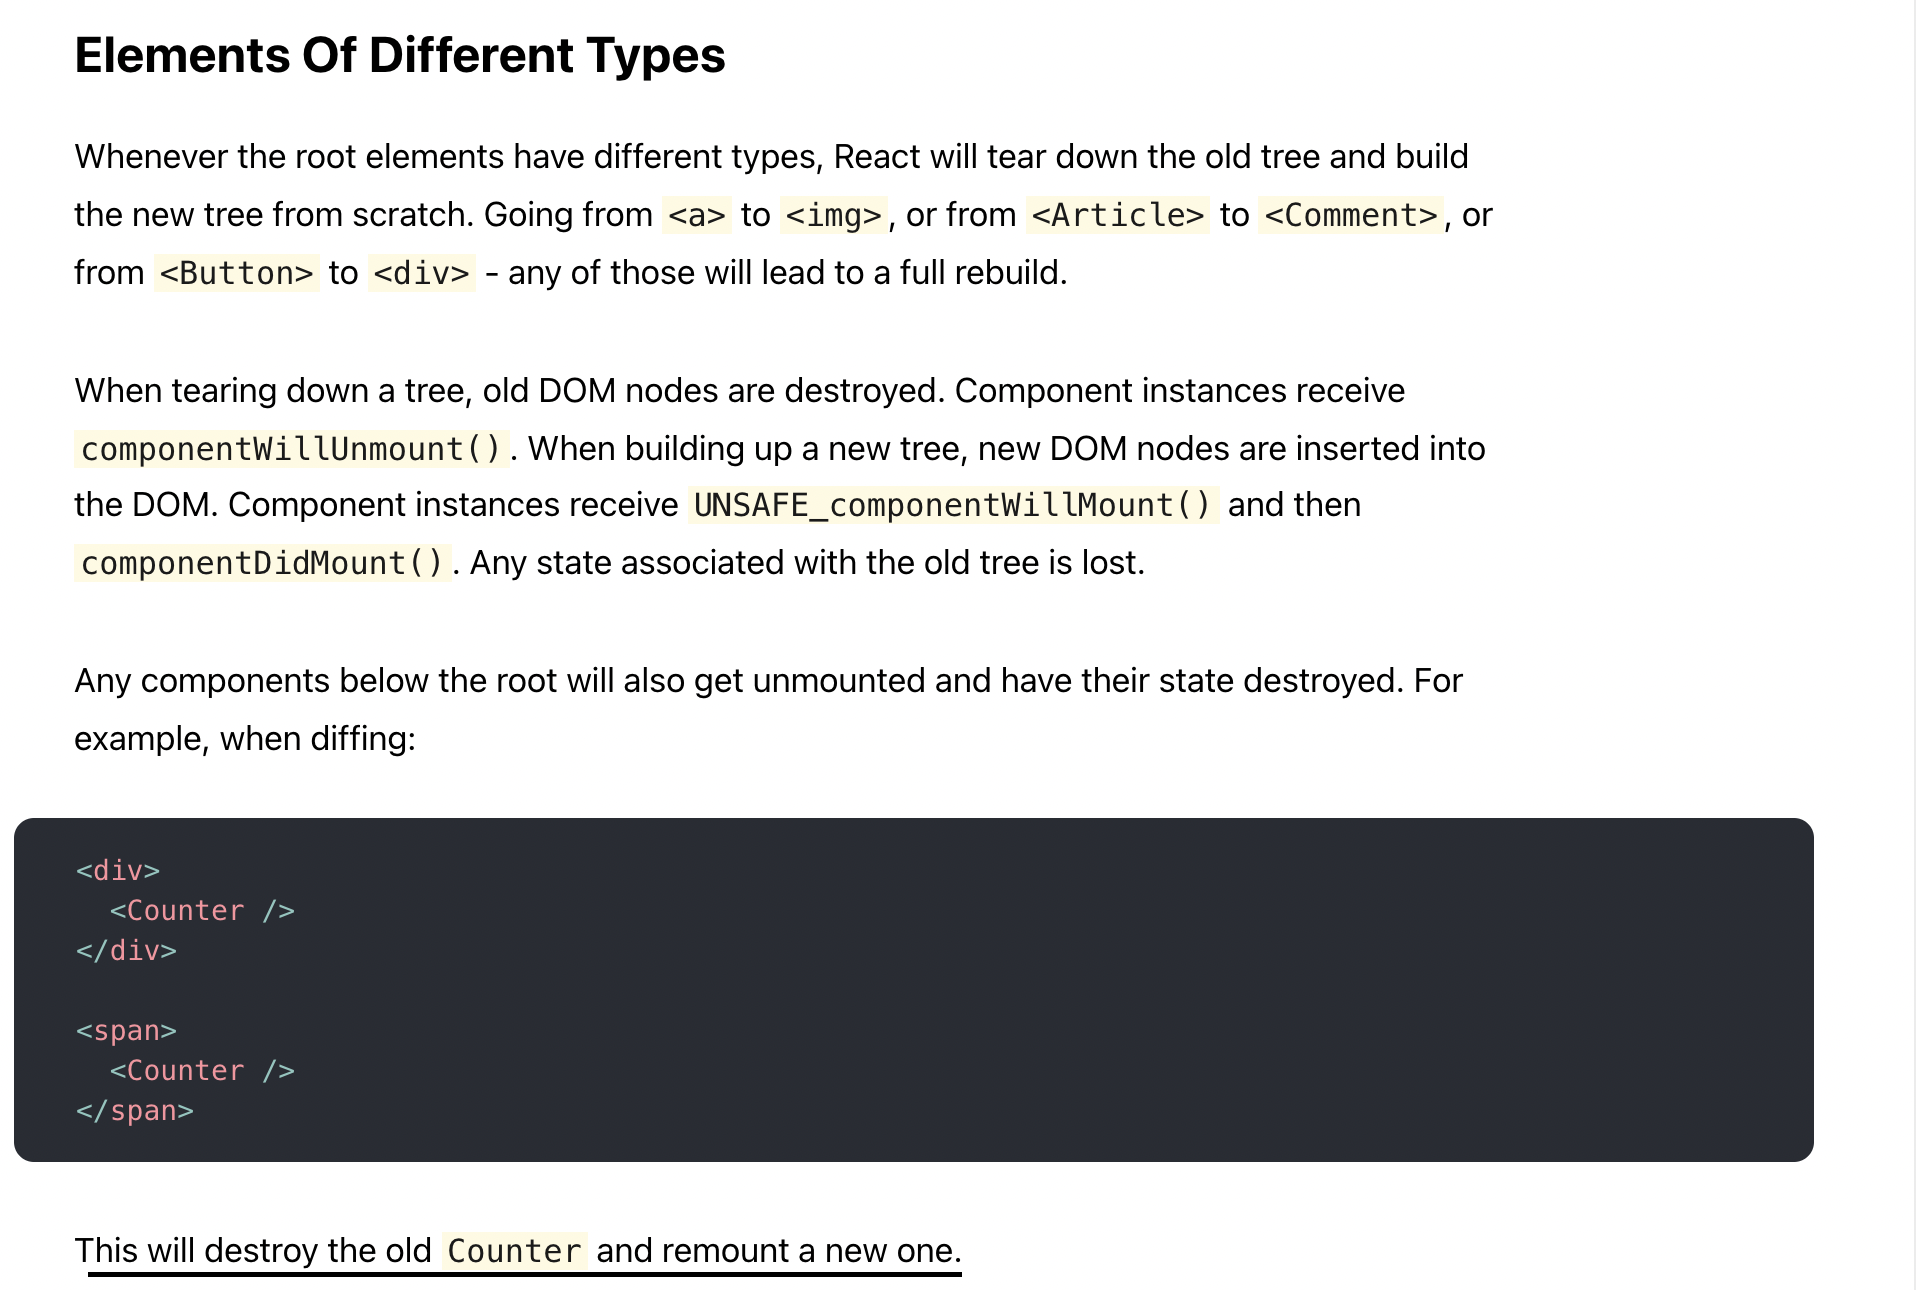 Elements Of Different Types
Whenever the root elements have different types, React will tear down the old tree and build
the new tree from scratch. Going from <a> to <img>, or from <Article> to <Comment>, or
from <Button> to <div> - any of those will lead to a full rebuild.
When tearing down a tree, old DOM nodes are destroyed. Component instances receive
componentWillUnmount(). When building up a new tree, new DOM nodes are inserted into
the DOM. Component instances receive UNSAFE_componentWillMount() and then
componentDidMount(). Any state associated with the old tree is lost.
Any components below the root will also get unmounted and have their state destroyed. For
example, when diffing:
<div>
  <Counter />
</div>
<span>
  <Counter />
</span>
This will destroy the old Counter and remount a new one.